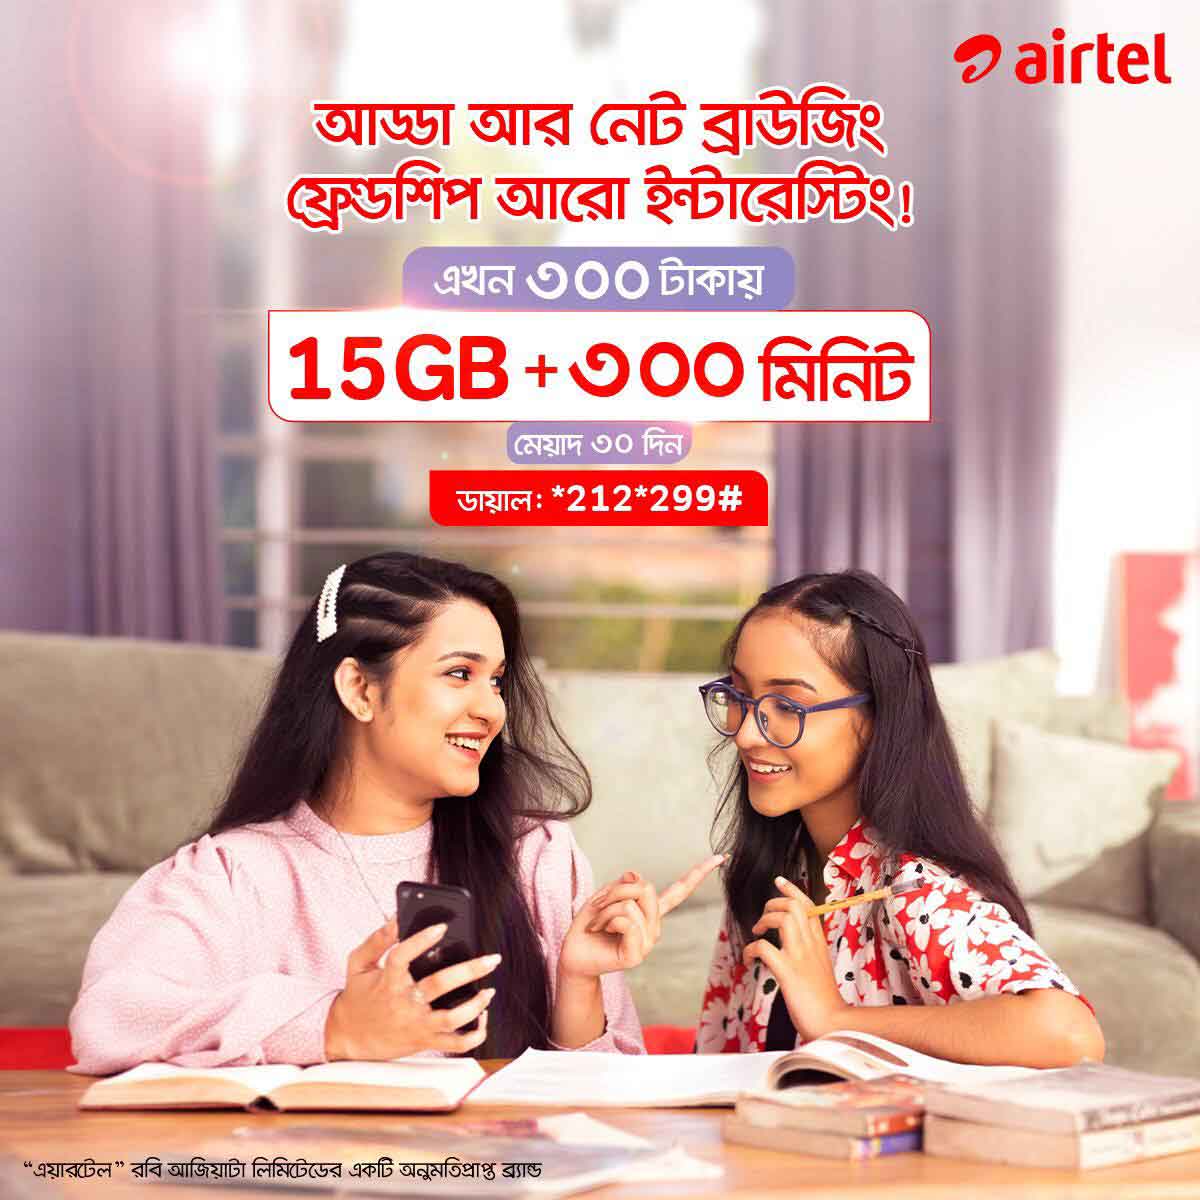 airtel
আড্ডা আর নেট ব্রাউজিং
ফ্রেন্ডশিপ আরো ইন্টারেস্টিং!
এখন ৩০০ টাকায়
15GB + ৩০০ মিনিট
মেয়াদ ৩০ দিন
ডায়াল: *212*299#
“এয়ারটেল” রবি আজিয়াটা লিমিটেডের একটি অনুমতিপ্রাপ্ত ব্র্যান্ড